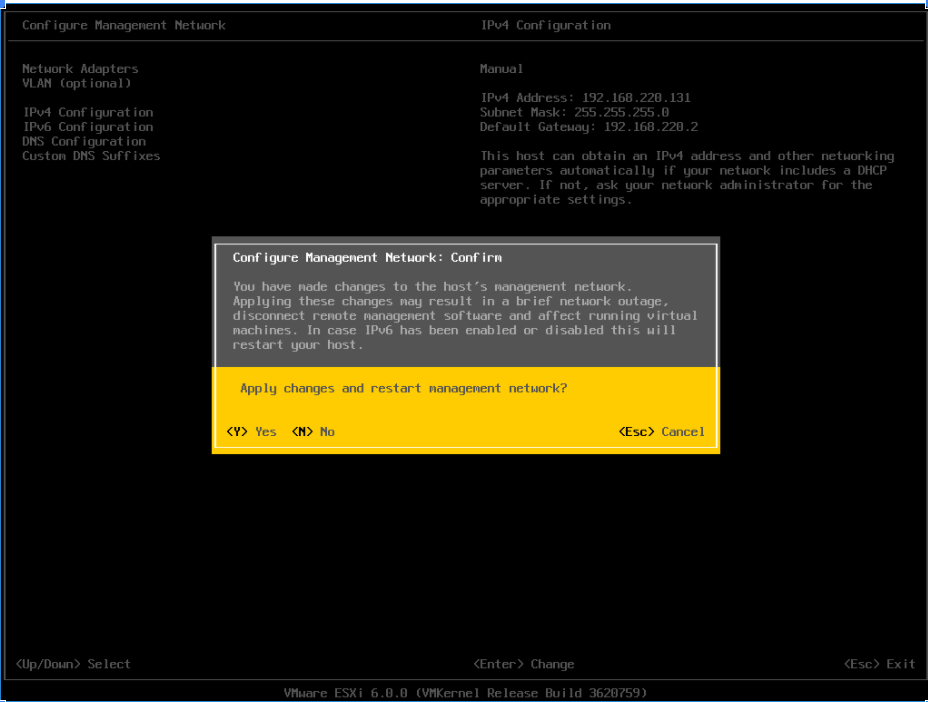 Configure Management Network
IPv4 Configuration
Network Adapters
VLAN (optional)
IPv4 Configuration
IPv6 Configuration
DNS Configuration
Custom DNS Suffixes
Manual
IPv4 Address: 192.168.220.131
Subnet Mask: 255.255.255.0
Default Gateway: 192.168.220.2
This host can obtain an IPv4 address and other networking
parameters automatically if your network includes a DHCP
server. If not, ask your network administrator for the
appropriate settings.
Configure Management Network: Confirm
You have made changes to the host's management network.
Applying these changes may result in a brief network outage,
disconnect remote management software and affect running virtual
machines. In case IPv6 has been enabled or disabled this will
restart your host.
Apply changes and restart management network?
<Y> Yes <N> No <Esc> Cancel
<Up/Down> Select <Enter> Change <Esc> Exit
VMware ESXi 6.0.0 (VMKernel Release Build 3620759)